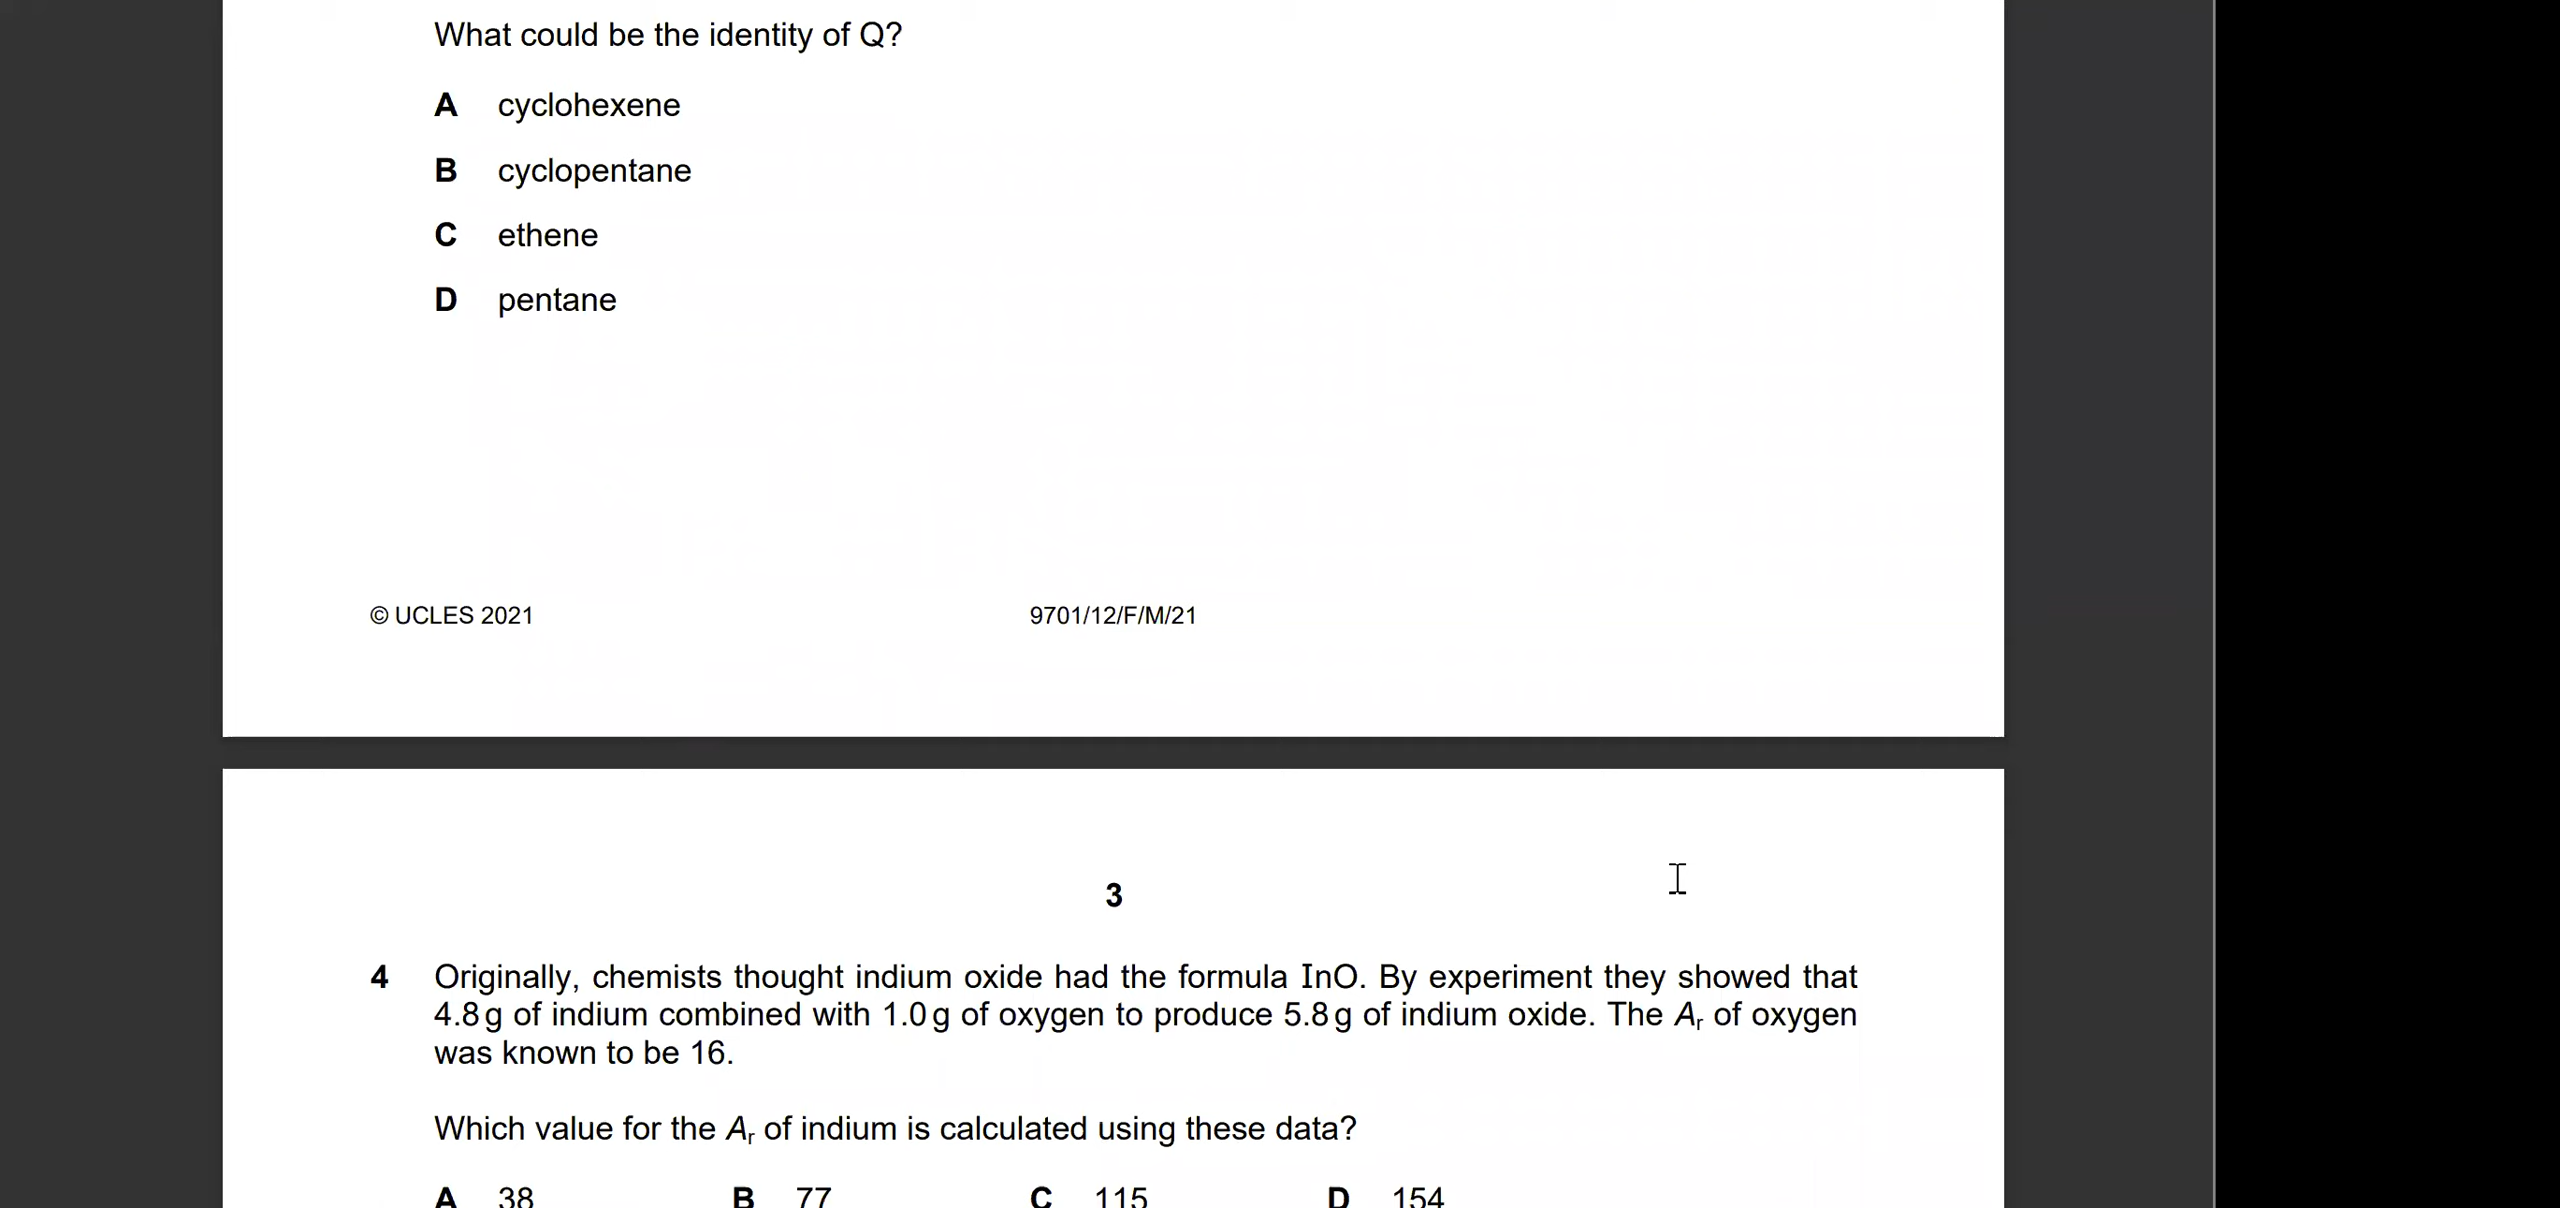 What could be the identity of Q?
A cyclohexene
B cyclopentane
C ethene
D pentane
© UCLES 2021 9701/12/F/M/21
3
4 Originally, chemists thought indium oxide had the formula InO. By experiment they showed that
4.8 g of indium combined with 1.0 g of oxygen to produce 5.8 g of indium oxide. The Ar of oxygen
was known to be 16.
Which value for the Ar of indium is calculated using these data?
A 38 B 77 C 115 D 154